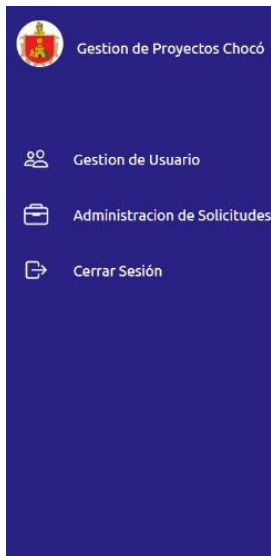 Gestion de Proyectos Chocó
Gestion de Usuario
Administracion de Solicitudes
Cerrar Sesión